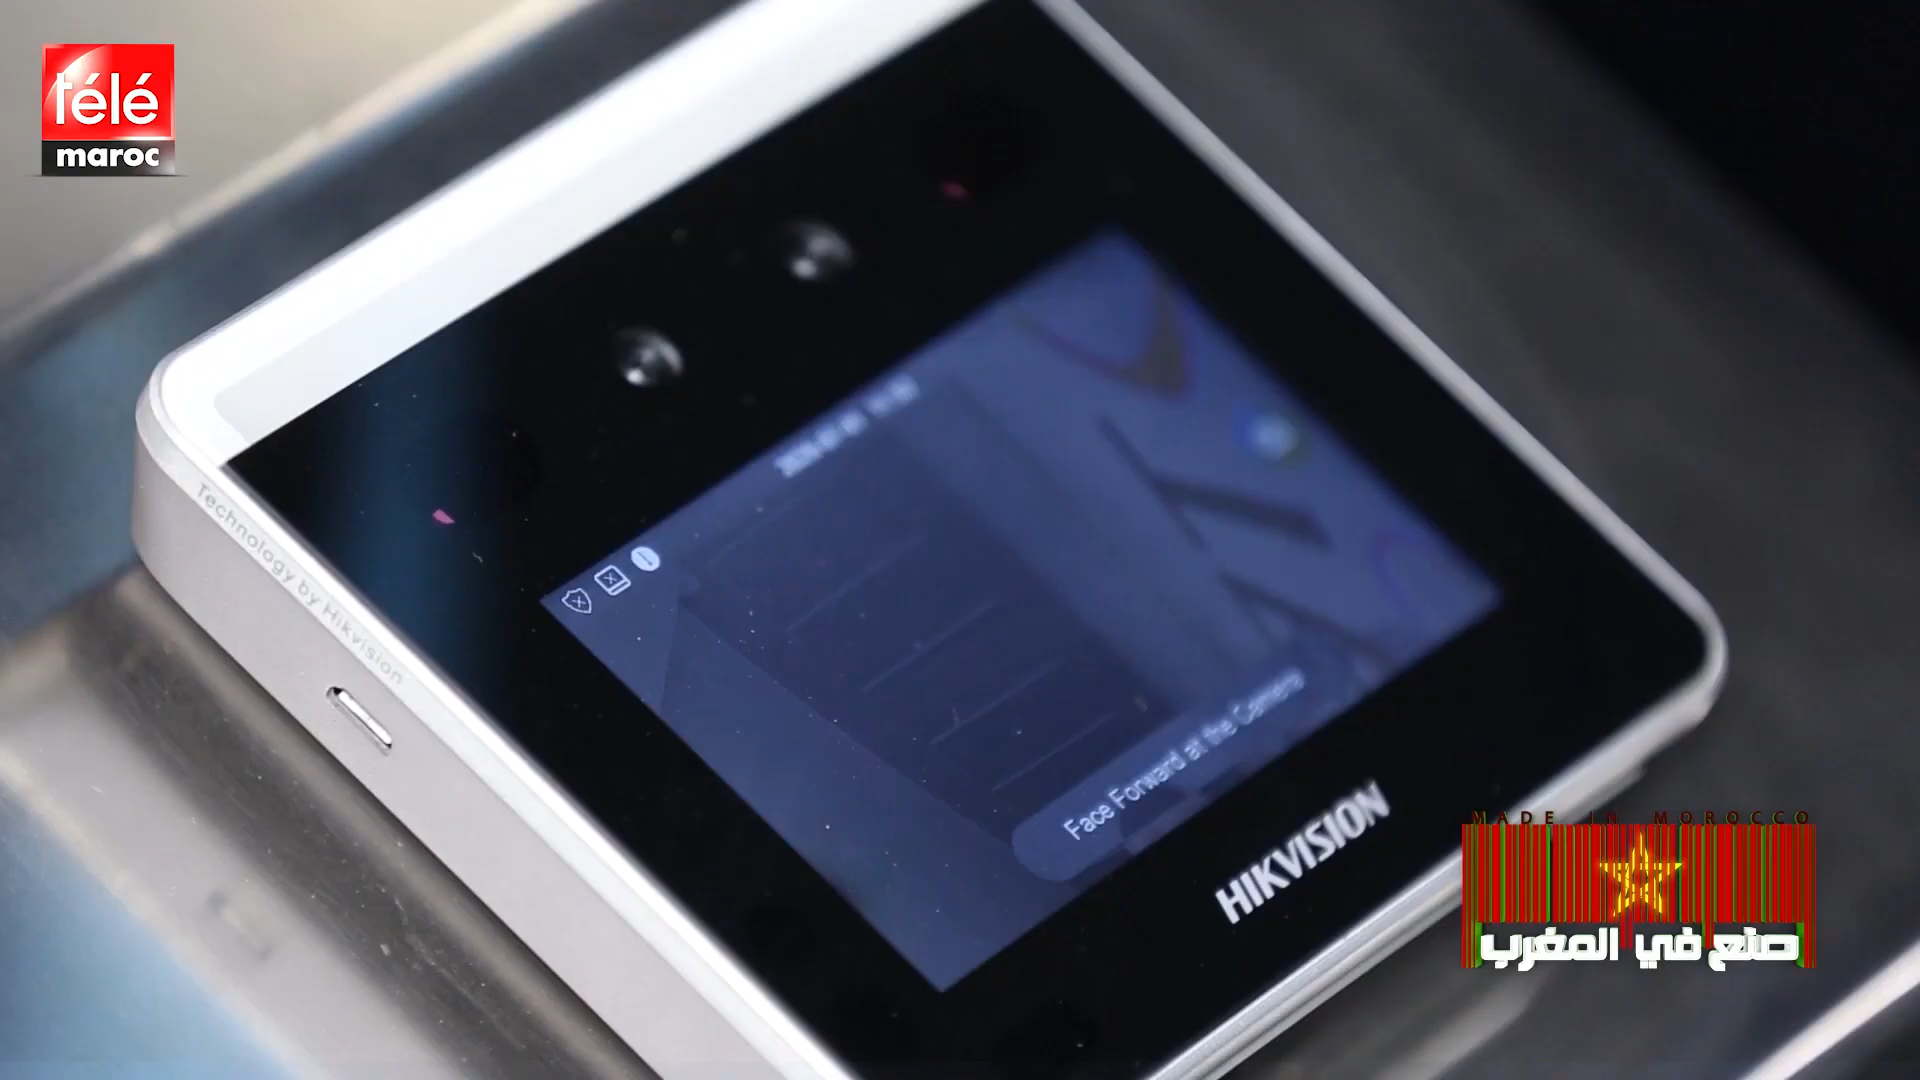 télé
maroc
Technology by Hikvision
Face Forward at the Camera
HIKVISION
MADE IN MOROCCO
صنع في المغرب